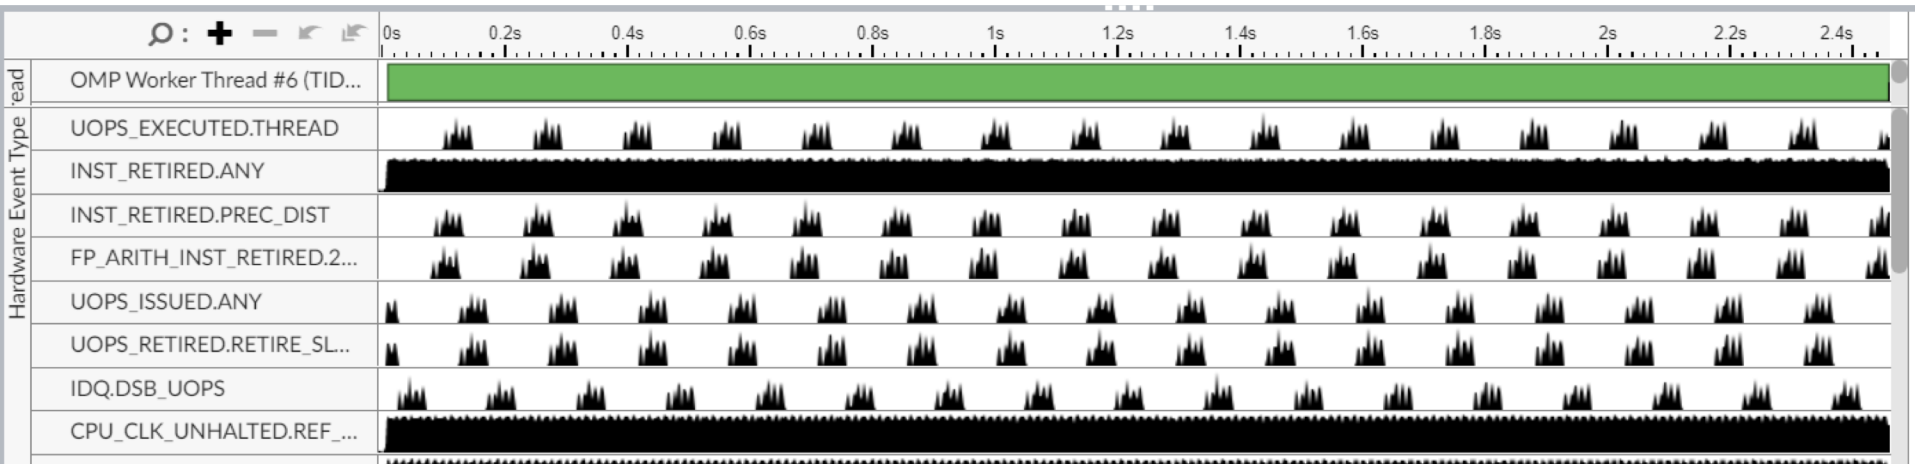 0s 0.2s 0.4s 0.6s 0.8s 1s 1.2s 1.4s 1.6s 1.8s 2s 2.2s 2.4s
OMP Worker Thread #6 (TID...
Hardware Event Type
UOPS_EXECUTED.THREAD
INST_RETIRED.ANY
INST_RETIRED.PREC_DIST
FP_ARITH_INST_RETIRED.2...
UOPS_ISSUED.ANY
UOPS_RETIRED.RETIRE_SL...
IDQ.DSB_UOPS
CPU_CLK_UNHALTED.REF_...